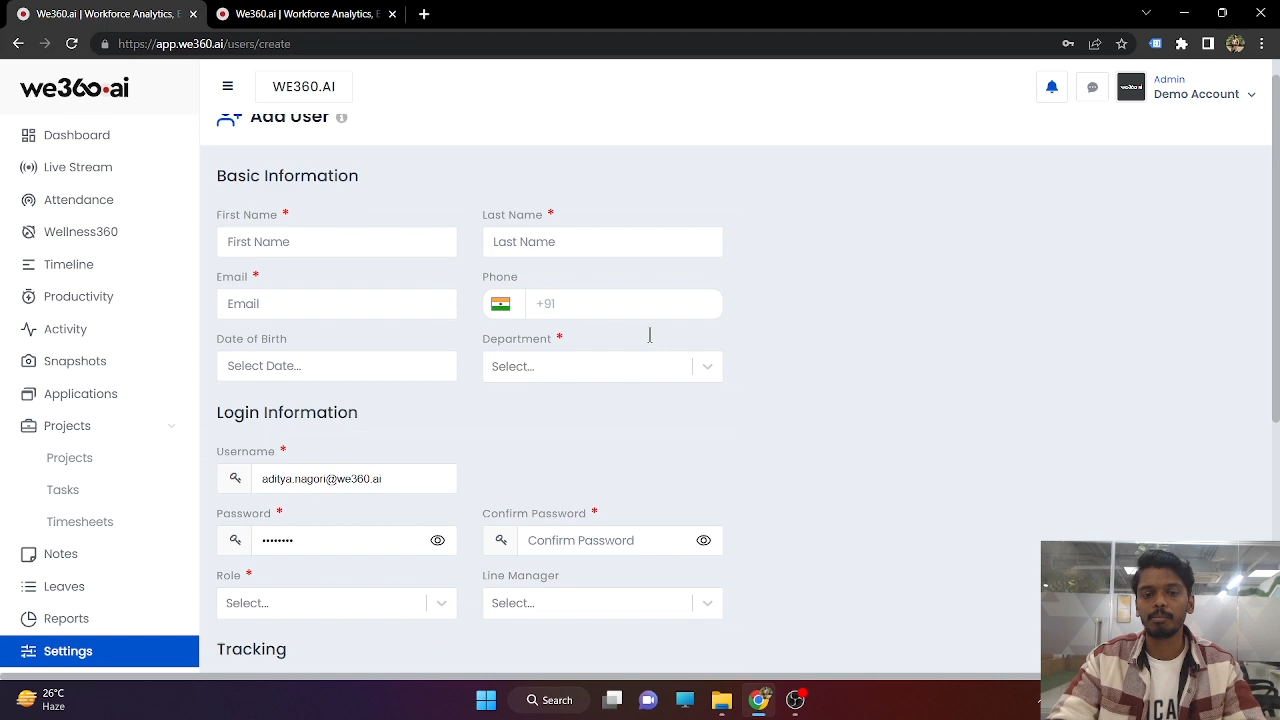 we360.ai | Workforce Analytics, E
we360.ai | Workforce Analytics, E
https://app.we360.ai/users/create
we360.ai
WE360.AI
Admin
Demo Account
Add User
Dashboard
Live Stream
Attendance
Wellness360
Timeline
Productivity
Activity
Snapshots
Applications
Projects
Projects
Tasks
Timesheets
Notes
Leaves
Reports
Settings
Basic Information
First Name *
Last Name *
First Name
Last Name
Email *
Phone
Email
+91
Date of Birth
Department *
Select Date...
Select...
Login Information
Username *
aditya.nagori@we360.ai
Password *
Confirm Password *
••••••••
Confirm Password
Role *
Line Manager
Select...
Select...
Tracking
26°C
Haze
Search